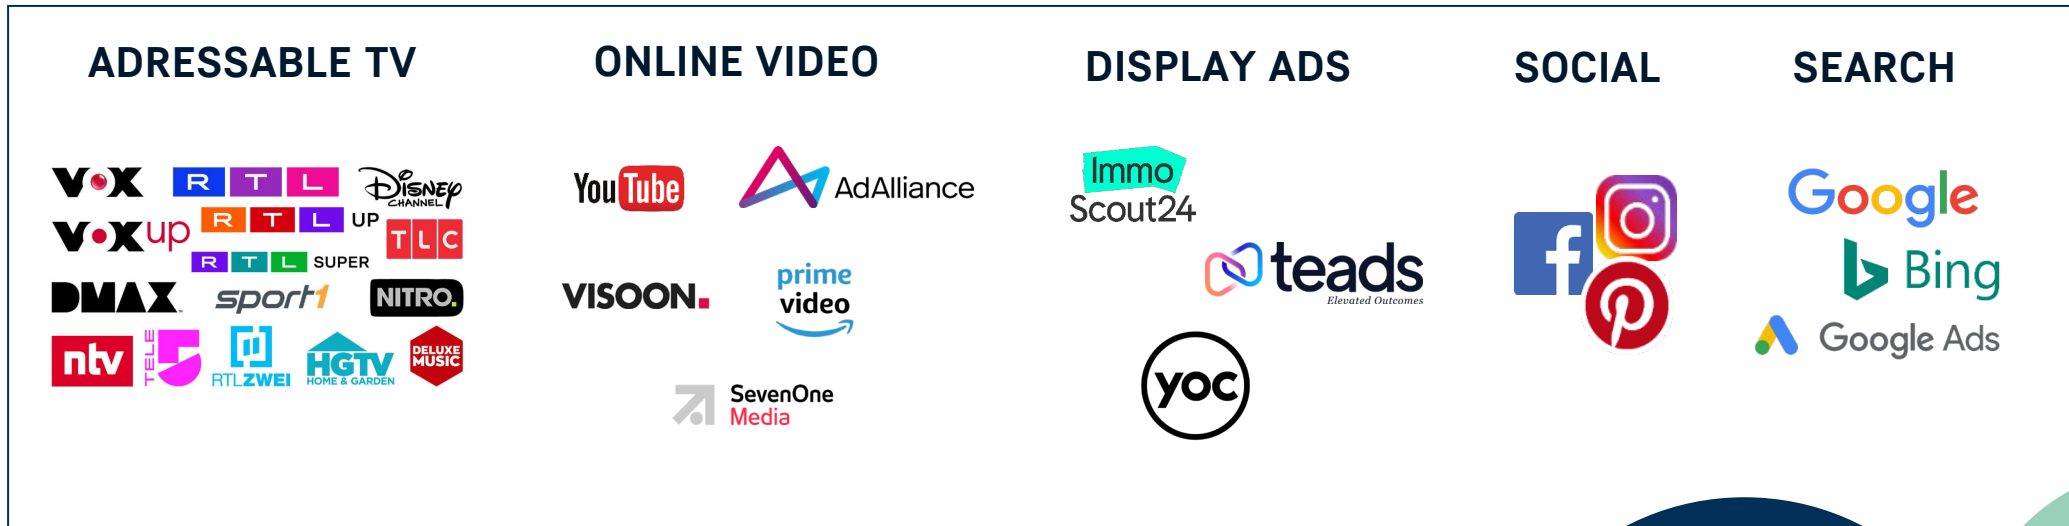 ADRESSABLE TV
VOX RTL Disney CHANNEL
VOXup RTL UP TLC
RTL SUPER
DMAX sport1 NITRO.
ntv TELE 5 RTLZWEI HGTV HOME & GARDEN DELUXE MUSIC
ONLINE VIDEO
YouTube AdAlliance
VISOON. prime video
SevenOne
Media
DISPLAY ADS
Immo
Scout24
teads
Elevated Outcomes
yoc
SOCIAL
SEARCH
Google
Bing
Google Ads